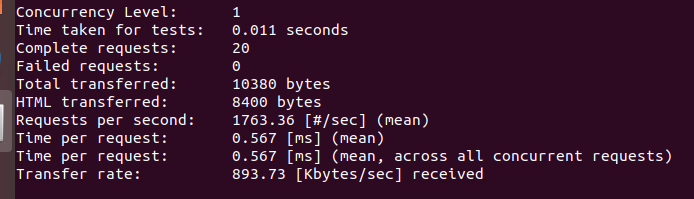 Concurrency Level:      1
Time taken for tests:   0.011 seconds
Complete requests:      20
Failed requests:        0
Total transferred:      10380 bytes
HTML transferred:       8400 bytes
Requests per second:    1763.36 [#/sec] (mean)
Time per request:       0.567 [ms] (mean)
Time per request:       0.567 [ms] (mean, across all concurrent requests)
Transfer rate:          893.73 [Kbytes/sec] received